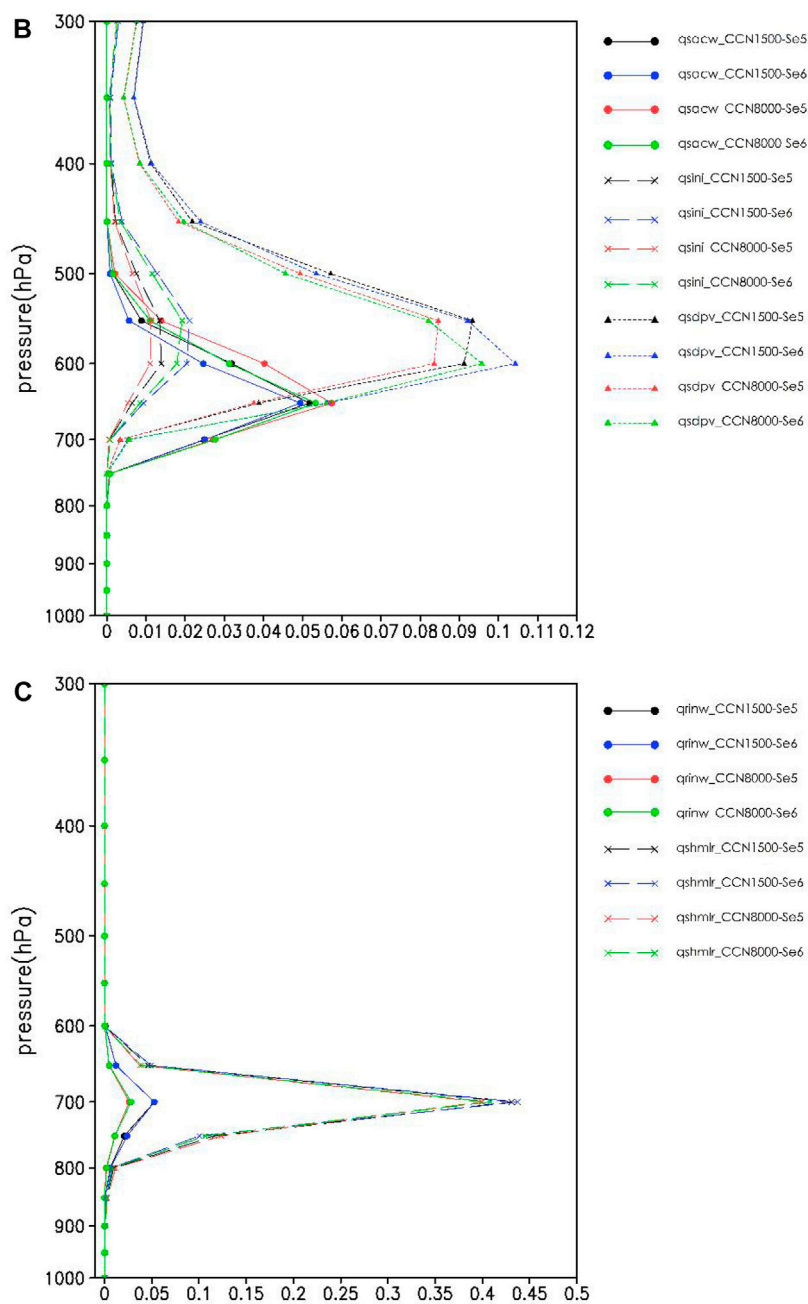 B
300
400
500
600
700
800
900
1000
pressure(hPa)
0 0.01 0.02 0.03 0.04 0.05 0.06 0.07 0.08 0.09 0.1 0.11 0.12
qsacw_CCN1500-Se5
qsacw_CCN1500-Se6
qsacw_CCN8000-Se5
qsacw_CCN8000 Se6
qsini_CCN1500-Se5
qsini_CCN1500-Se6
qsini CCN8000-Se5
qsini_CCN8000-Se6
qsdpv_CCN1500-Se5
qsdpv_CCN1500-Se6
qsdpv CCN8000-Se5
qsdpv_CCN8000-Se6
C
300
400
500
600
700
800
900
1000
pressure(hPa)
0 0.05 0.1 0.15 0.2 0.25 0.3 0.35 0.4 0.45 0.5
qrinw_CCN1500-Se5
qrinw_CCN1500-Se6
qrinw_CCN8000-Se5
qrinw CCN8000-Se6
qshmlr_CCN1500-Se5
qshmlr_CCN1500-Se6
qshmlr_CCN8000-Se5
qshmlr_CCN8000-Se6